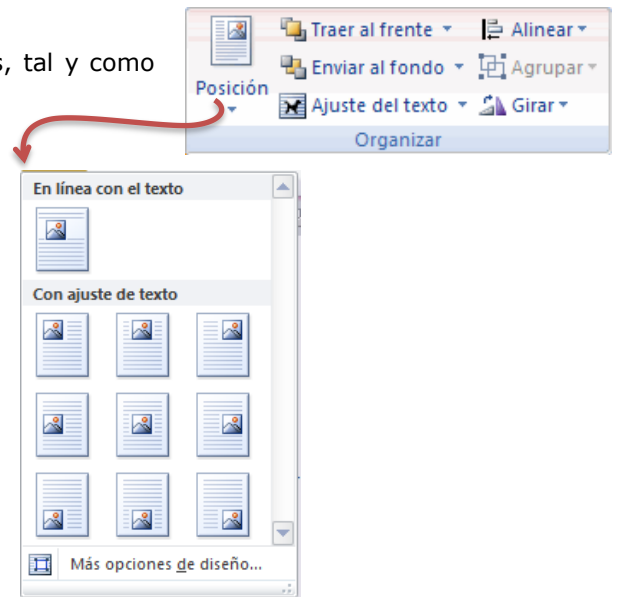 s, tal y como
Posición
Traer al frente
Enviar al fondo
Ajuste del texto
Alinear
Agrupar
Girar
Organizar
En línea con el texto
Con ajuste de texto
Más opciones de diseño...